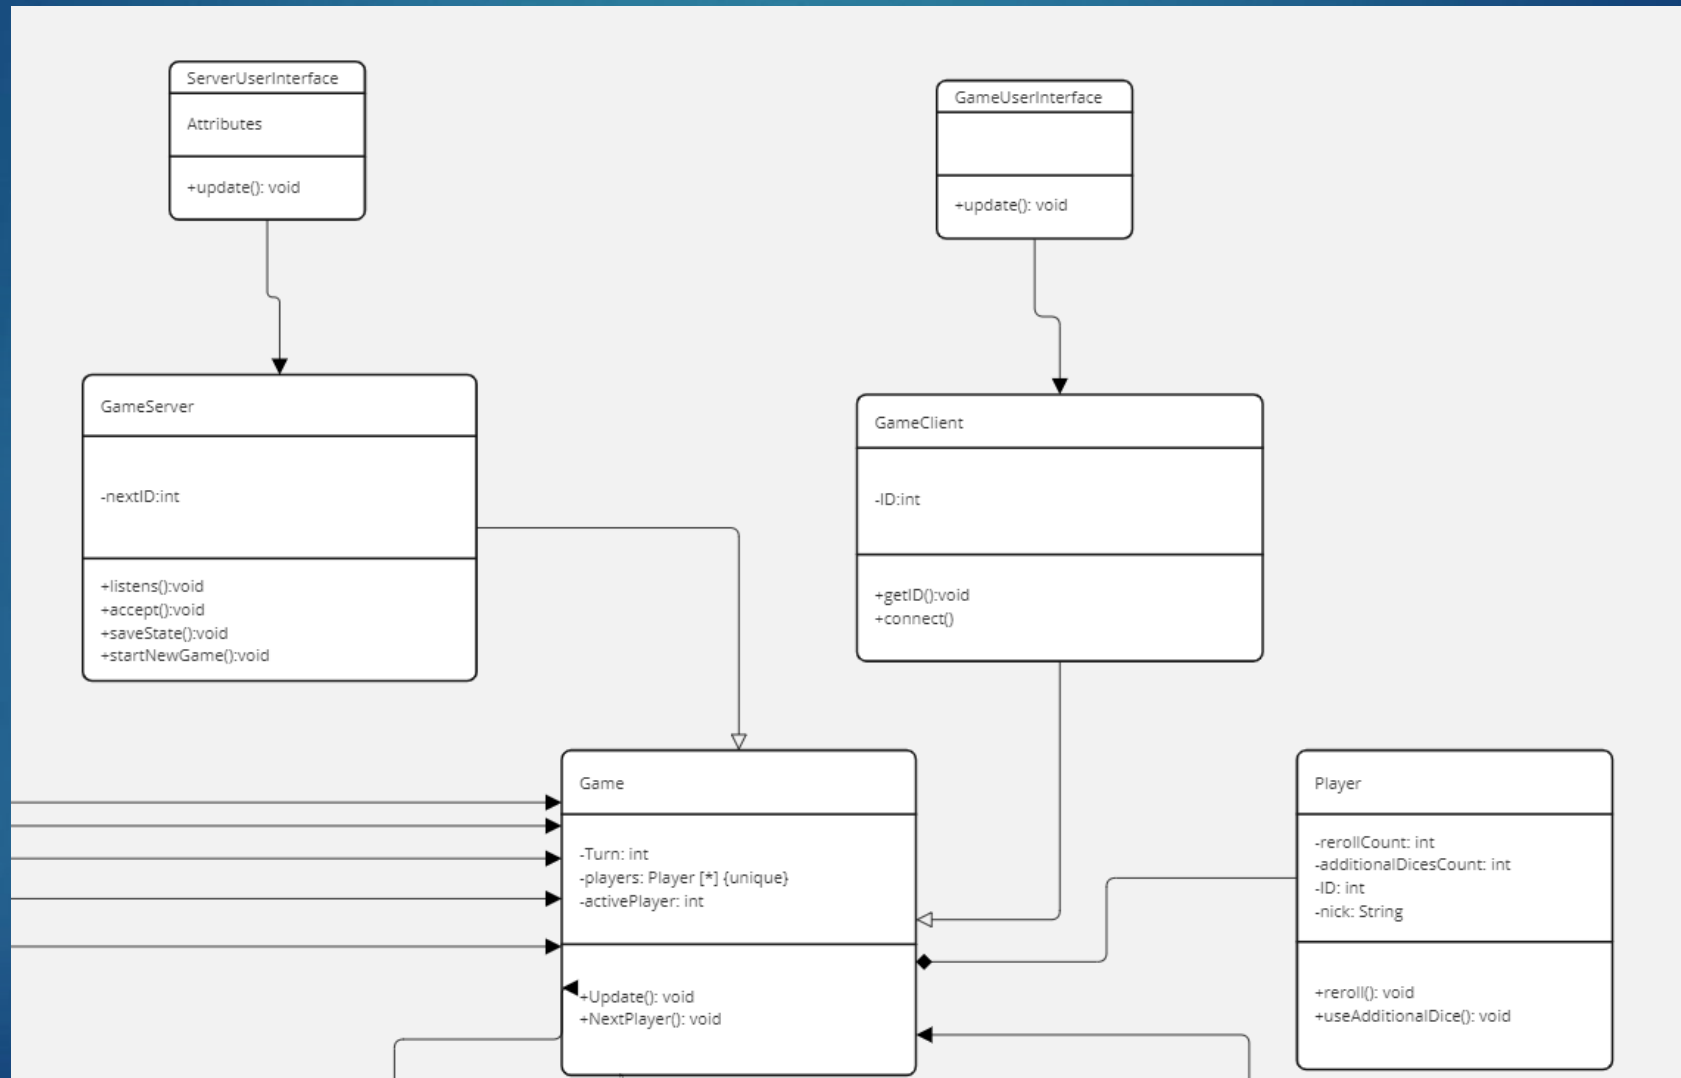 ServerUserInterface
Attributes
+update(): void
GameUserInterface
+update(): void
GameServer
-nextID:int
+listens():void
+accept():void
+saveState():void
+startNewGame():void
GameClient
-ID:int
+getID():void
+connect()
Game
-Turn: int
-players: Player [*] {unique}
-activePlayer: int
+Update(): void
+NextPlayer(): void
Player
-rerollCount: int
-additionalDicesCount: int
-ID: int
-nick: String
+reroll(): void
+useAdditionalDice(): void